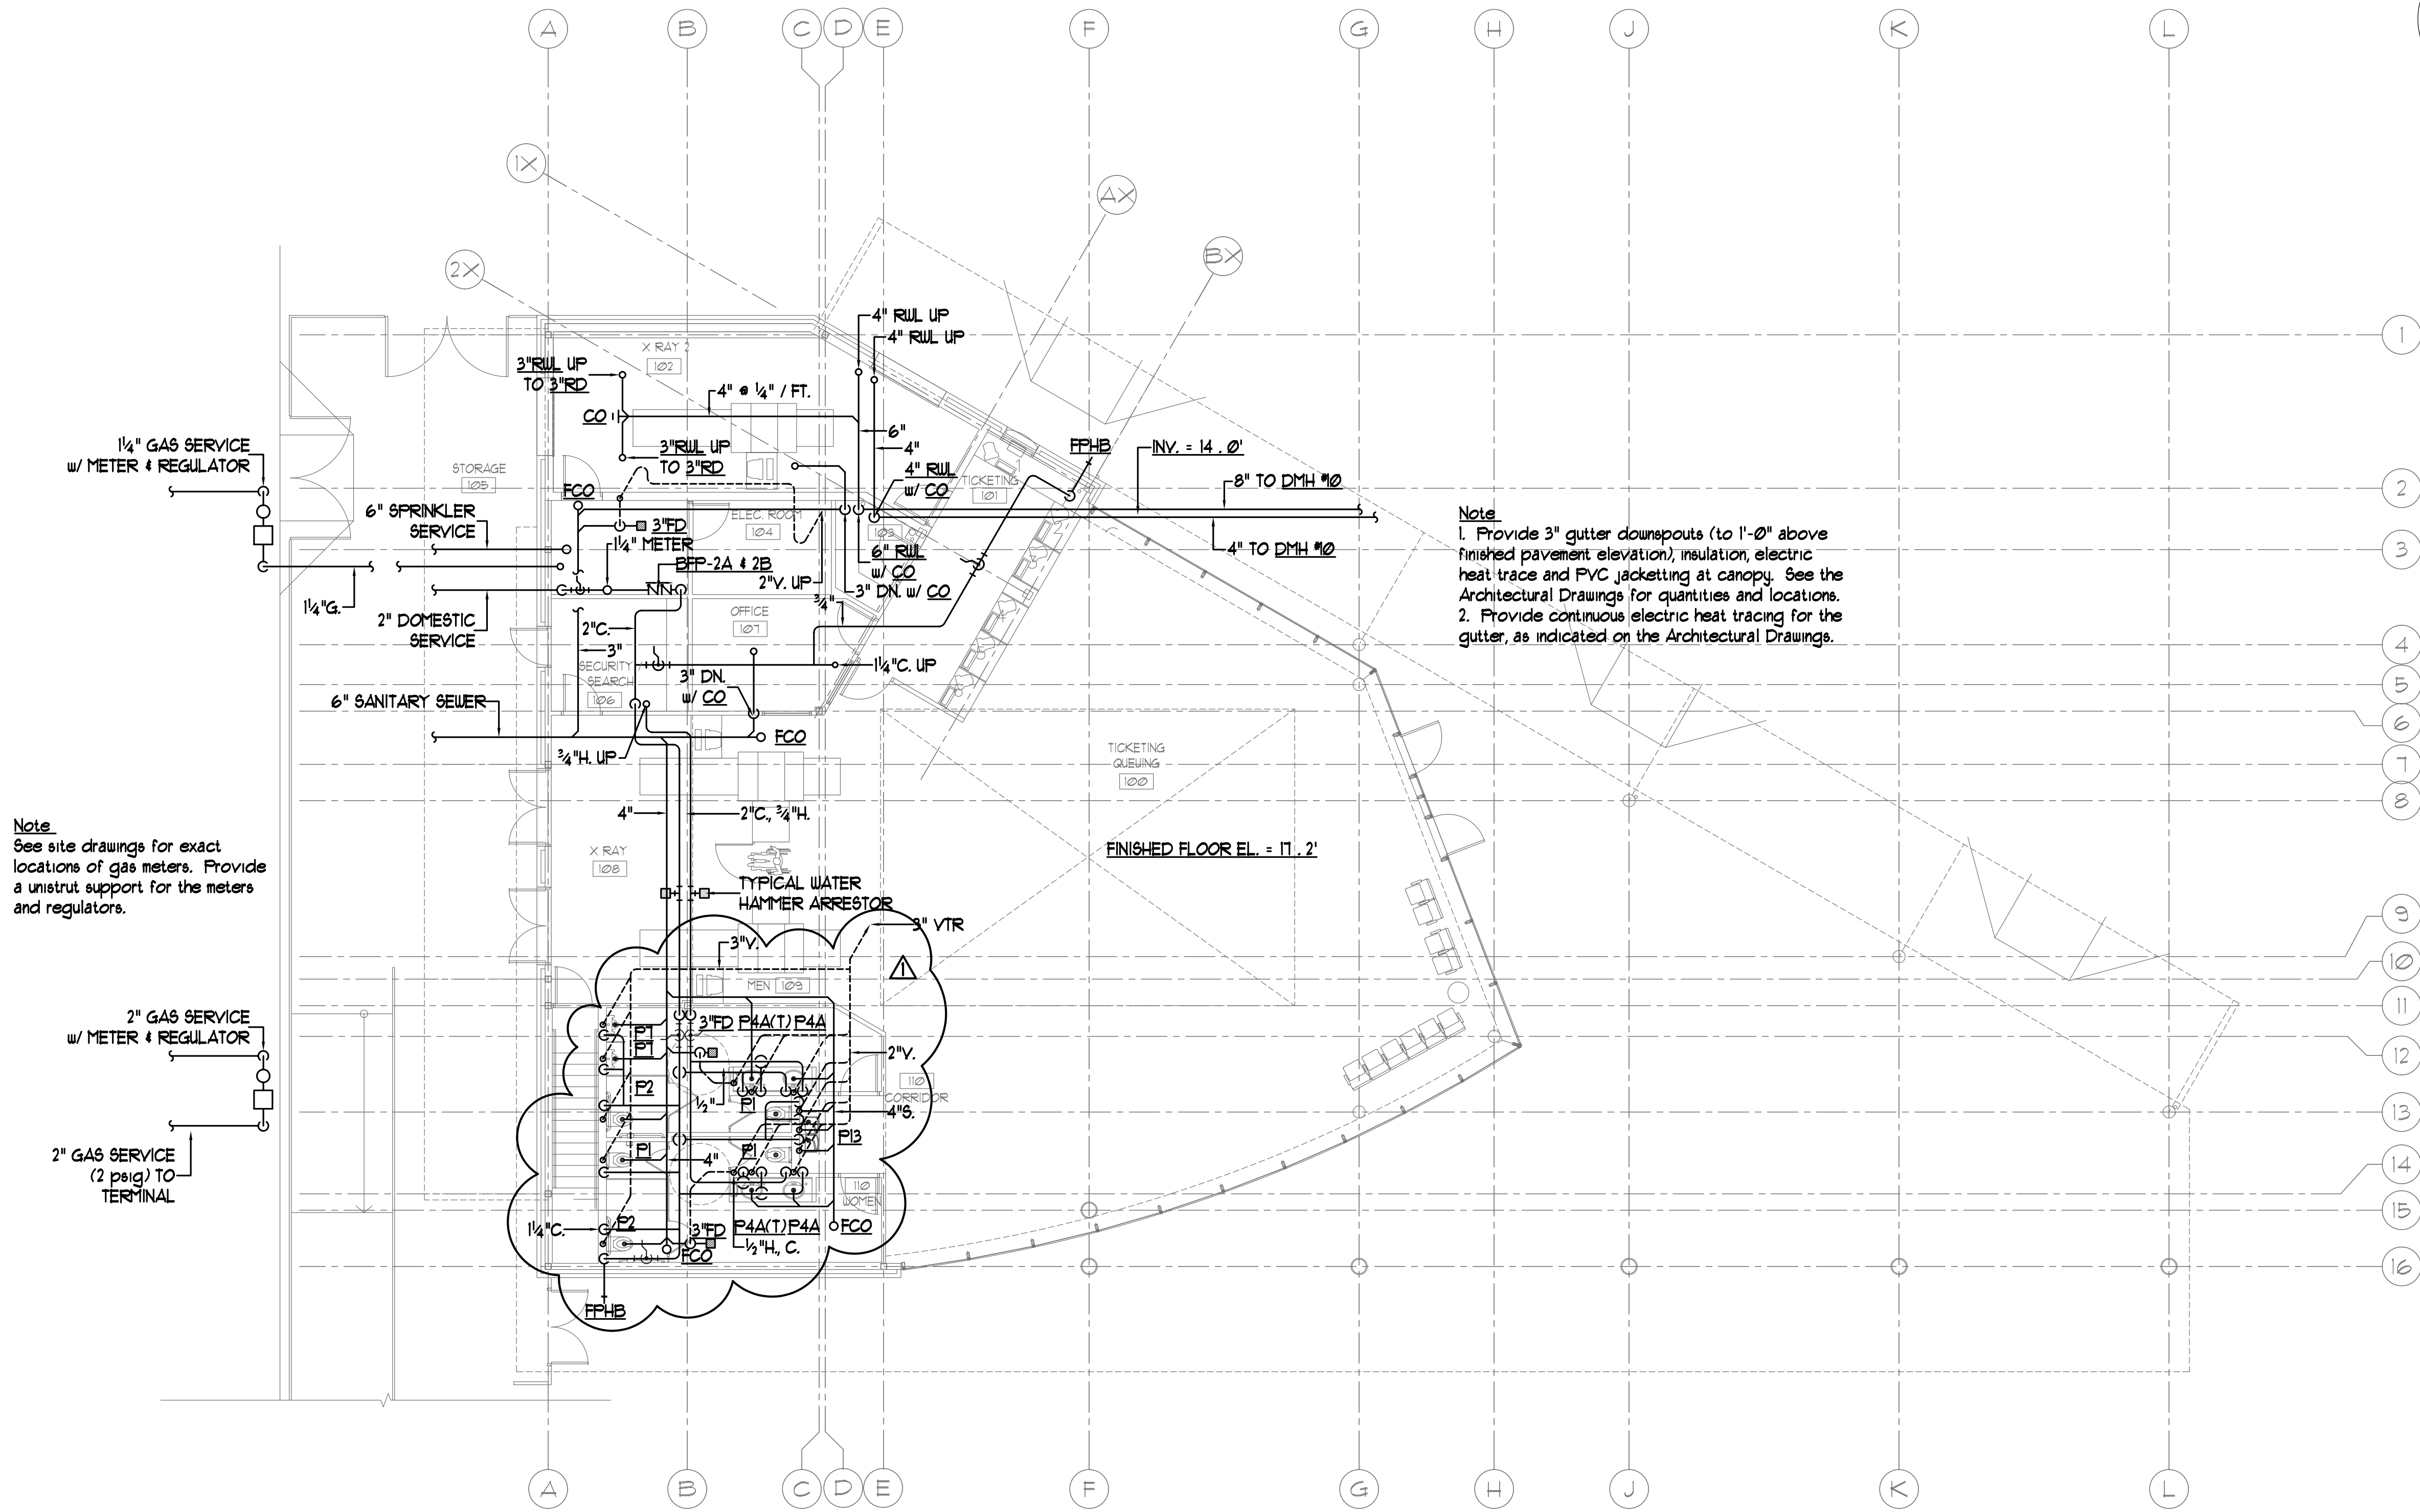 A
B
C
D
E
F
G
H
J
K
L
1X
2X
AX
BX
1
2
3
4
5
6
7
8
9
10
11
12
13
14
15
16
4" RWL UP
4" RWL UP
X RAY 2
102
3"RWL UP
TO 3"RD
4" @ 1/4" / FT.
CO
6"
4"
3"RWL UP
TO 3"RD
4" RWL
w/ CO
FPHB
INV. = 14 . 0'
8" TO DMH #10
4" TO DMH #10
TICKETING
101
1 1/4" GAS SERVICE
w/ METER & REGULATOR
STORAGE
105
FCO
6" SPRINKLER
SERVICE
3"FD
ELEC. ROOM
104
103
1 1/4" METER
BFP-2A & 2B
6" RWL
w/ CO
2"V. UP
3" DN. w/ CO
3/4"
1 1/4"G.
2" DOMESTIC
SERVICE
OFFICE
107
2"C.
3"
SECURITY
SEARCH
106
1 1/4"C. UP
3" DN.
w/ CO
6" SANITARY SEWER
FCO
3/4"H. UP
Note
1. Provide 3" gutter downspouts (to 1'-0" above
finished pavement elevation), insulation, electric
heat trace and PVC jacketting at canopy. See the
Architectural Drawings for quantities and locations.
2. Provide continuous electric heat tracing for the
gutter, as indicated on the Architectural Drawings.
TICKETING
QUEUING
100
4"
2"C., 3/4"H.
X RAY
108
FINISHED FLOOR EL. = 17 . 2'
Note
See site drawings for exact
locations of gas meters. Provide
a unistrut support for the meters
and regulators.
TYPICAL WATER
HAMMER ARRESTOR
3" VTR
3"V.
1
MEN 109
2" GAS SERVICE
w/ METER & REGULATOR
3"FD P4A(T) P4A
P7
P7
2"V.
P2
1/2"
P1
110
CORRIDOR
4"S.
P13
P1
4"
P1
2" GAS SERVICE
(2 psig) TO
TERMINAL
110
WOMEN
1 1/4"C.
P2
3"FD P4A(T) P4A
FCO
1/2"H., C.
FCO
FPHB
A
B
C
D
E
F
G
H
J
K
L